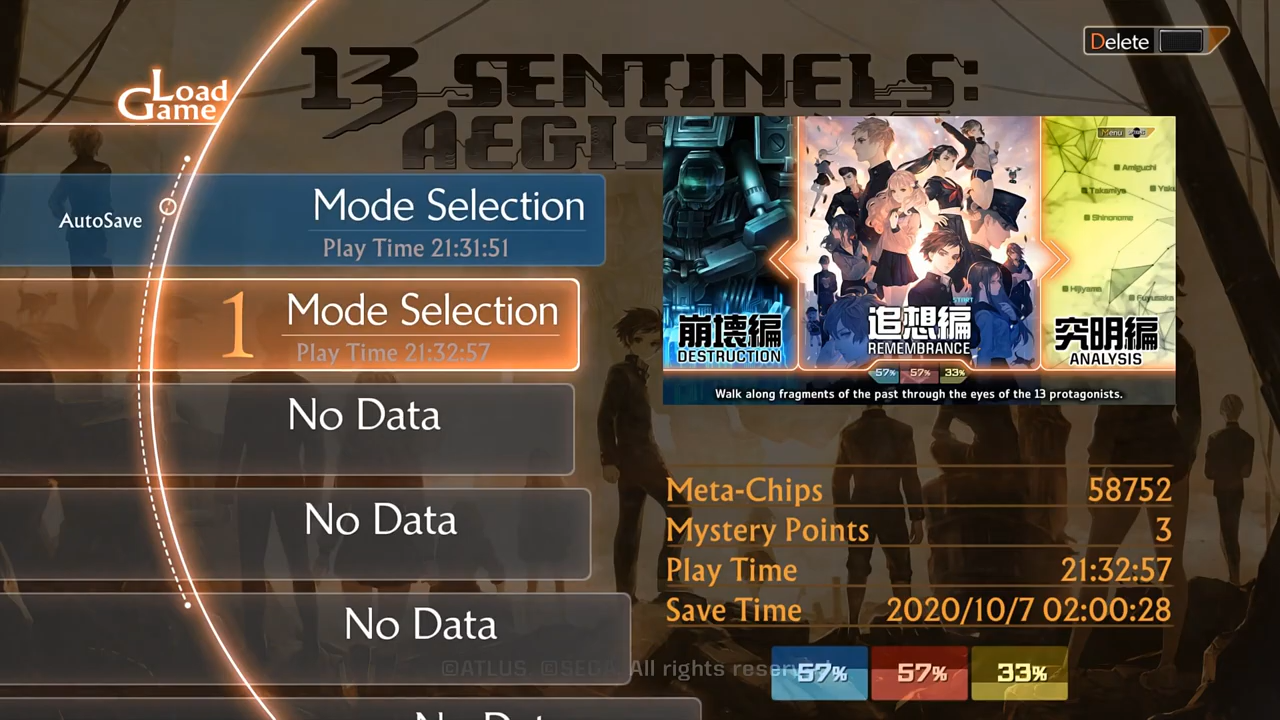 Load
Game
Delete
13 SENTINELS:
AEGIS
AutoSave
Mode Selection
Play Time 21:31:51
1
Mode Selection
Play Time 21:32:57
No Data
No Data
No Data
No Data
Menu
Amiguchi
Takamiya
Shinonome
Hijiyama
崩壊編
DESTRUCTION
START
追想編
REMEMBRANCE
究明編
ANALYSIS
57% 57% 33%
Walk along fragments of the past through the eyes of the 13 protagonists.
Meta-Chips 58752
Mystery Points 3
Play Time 21:32:57
Save Time 2020/10/7 02:00:28
57% 57% 33%
©ATLUS ©SEGA All rights reserv